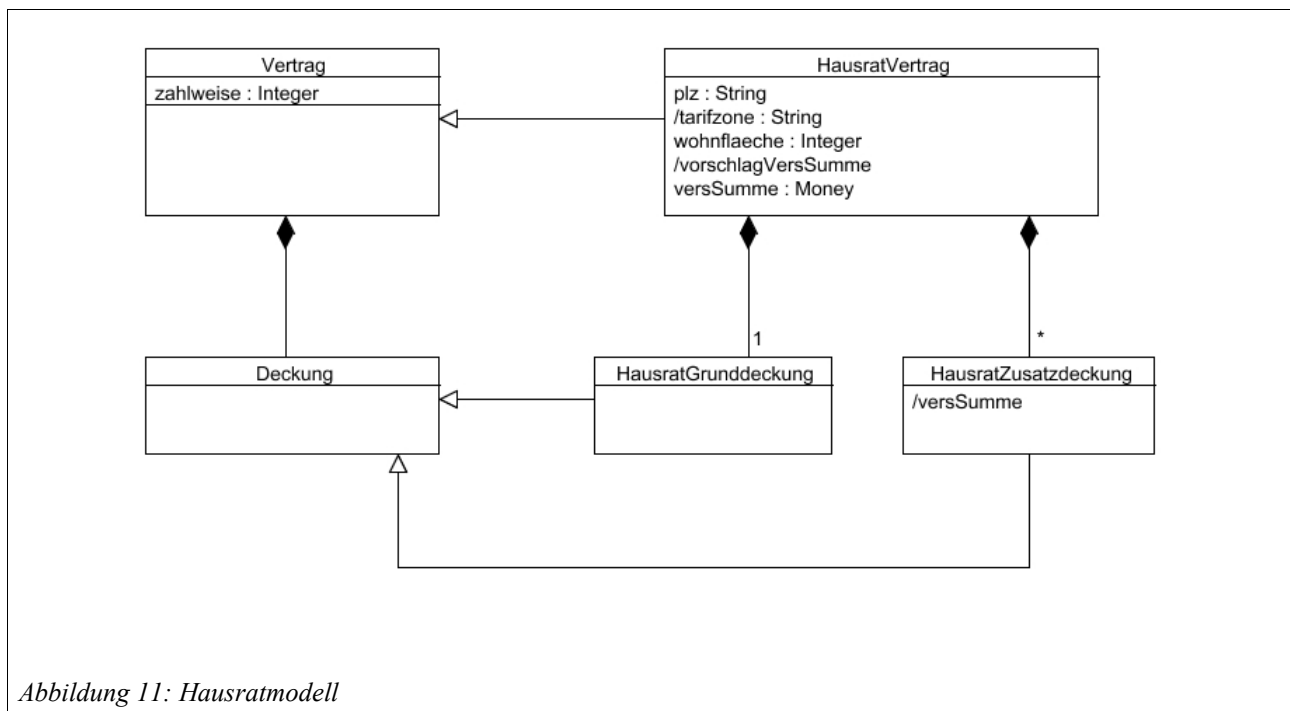 Vertrag
zahlweise : Integer
HausratVertrag
plz : String
/tarifzone : String
wohnflaeche : Integer
/vorschlagVersSumme
versSumme : Money
1
*
Deckung
HausratGrunddeckung
HausratZusatzdeckung
/versSumme
Abbildung 11: Hausratmodell